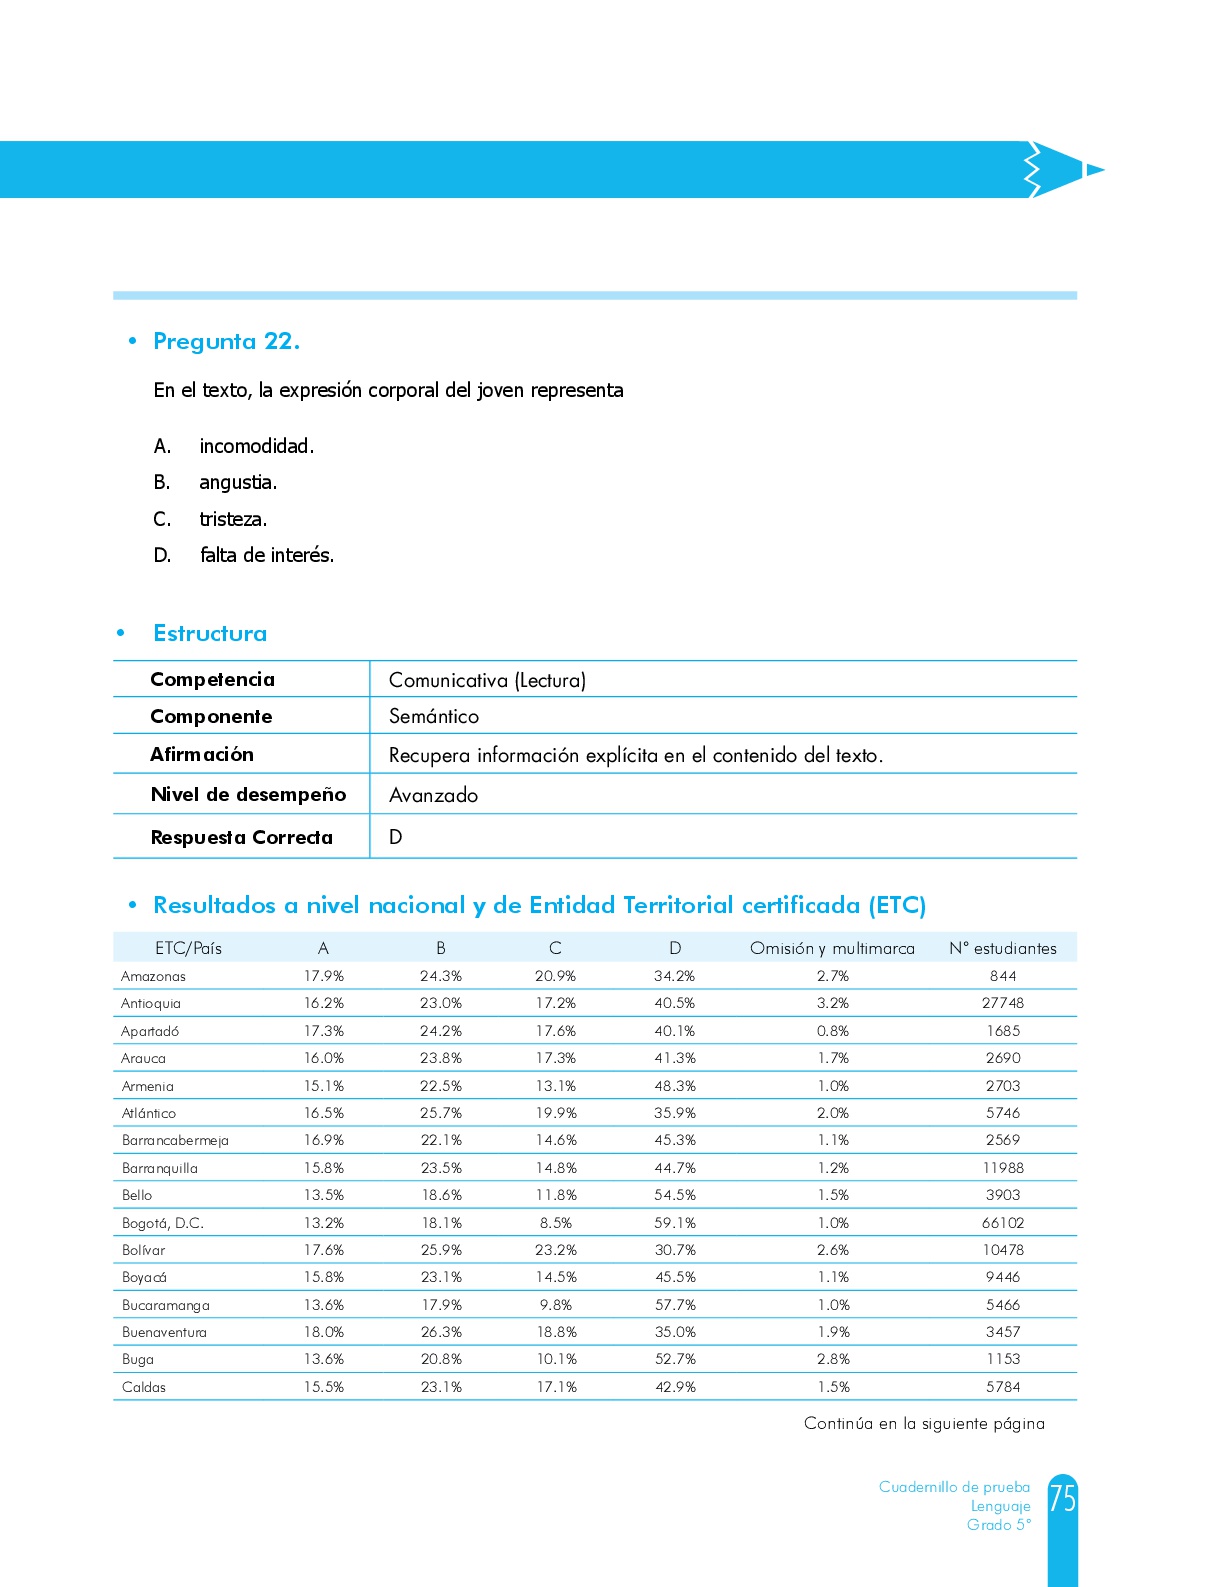 • Pregunta 22.
En el texto, la expresión corporal del joven representa
A. incomodidad.
B. angustia.
C. tristeza.
D. falta de interés.
• Estructura
Competencia Comunicativa (Lectura)
Componente Semántico
Afirmación Recupera información explícita en el contenido del texto.
Nivel de desempeño Avanzado
Respuesta Correcta D
• Resultados a nivel nacional y de Entidad Territorial certificada (ETC)
ETC/País A B C D Omisión y multimarca N° estudiantes
Amazonas 17.9% 24.3% 20.9% 34.2% 2.7% 844
Antioquia 16.2% 23.0% 17.2% 40.5% 3.2% 27748
Apartadó 17.3% 24.2% 17.6% 40.1% 0.8% 1685
Arauca 16.0% 23.8% 17.3% 41.3% 1.7% 2690
Armenia 15.1% 22.5% 13.1% 48.3% 1.0% 2703
Atlántico 16.5% 25.7% 19.9% 35.9% 2.0% 5746
Barrancabermeja 16.9% 22.1% 14.6% 45.3% 1.1% 2569
Barranquilla 15.8% 23.5% 14.8% 44.7% 1.2% 11988
Bello 13.5% 18.6% 11.8% 54.5% 1.5% 3903
Bogotá, D.C. 13.2% 18.1% 8.5% 59.1% 1.0% 66102
Bolívar 17.6% 25.9% 23.2% 30.7% 2.6% 10478
Boyacá 15.8% 23.1% 14.5% 45.5% 1.1% 9446
Bucaramanga 13.6% 17.9% 9.8% 57.7% 1.0% 5466
Buenaventura 18.0% 26.3% 18.8% 35.0% 1.9% 3457
Buga 13.6% 20.8% 10.1% 52.7% 2.8% 1153
Caldas 15.5% 23.1% 17.1% 42.9% 1.5% 5784
Continúa en la siguiente página
Cuadernillo de prueba
Lenguaje
Grado 5°
75